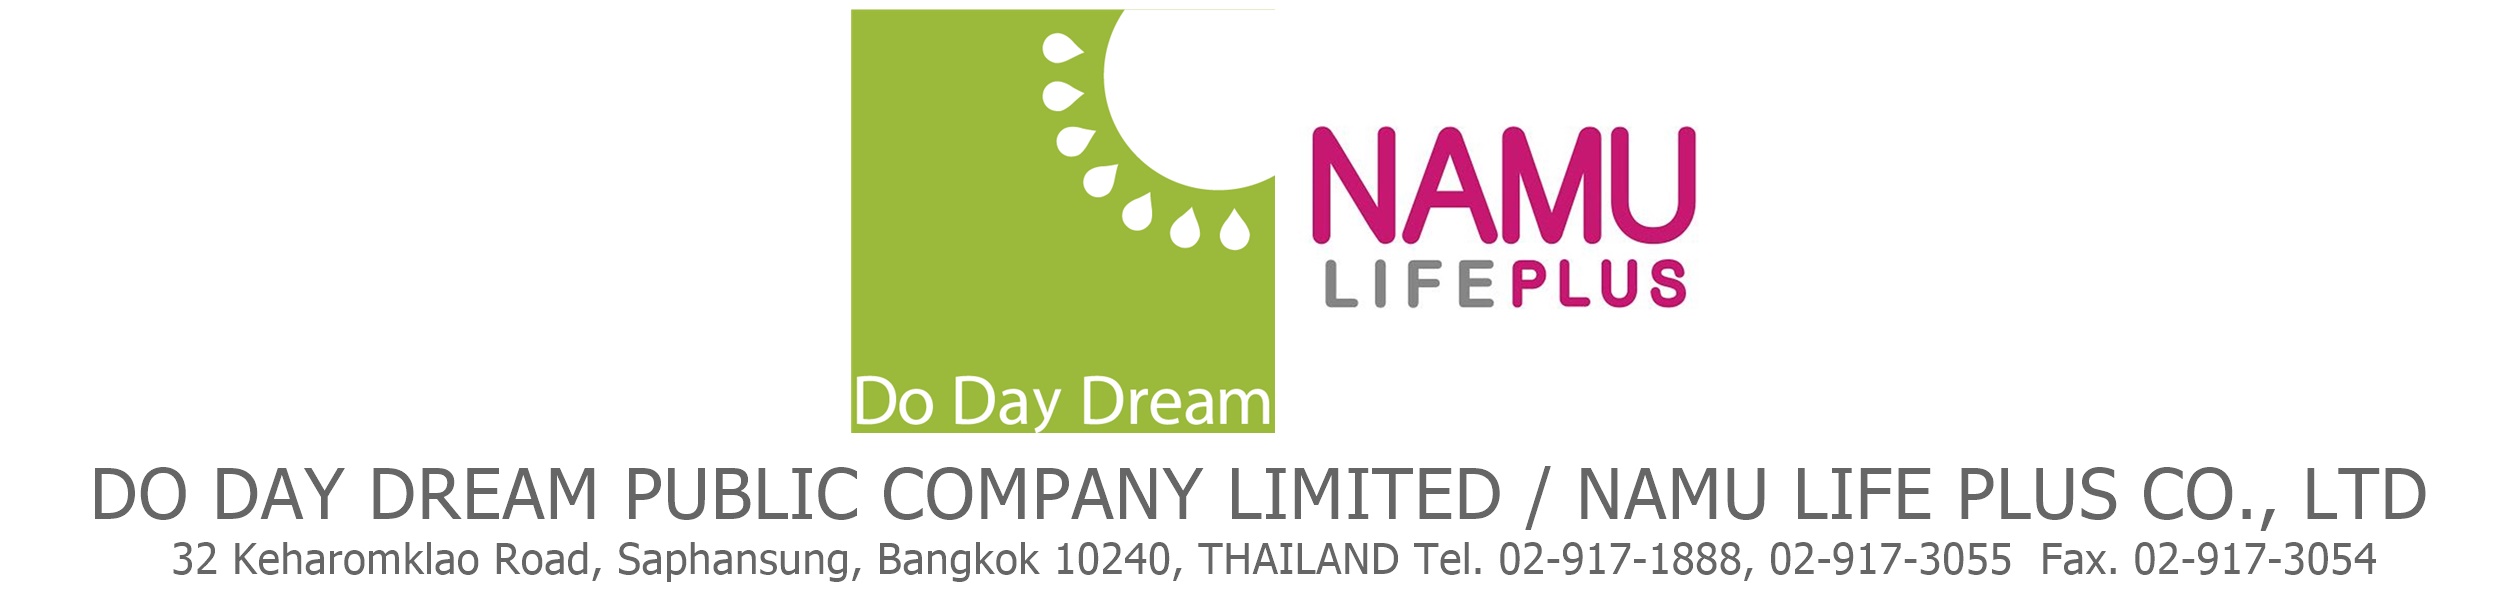 Do Day Dream
NAMU
LIFEPLUS
DO DAY DREAM PUBLIC COMPANY LIMITED / NAMU LIFE PLUS CO., LTD
32 Keharomklao Road, Saphansung, Bangkok 10240, THAILAND Tel. 02-917-1888, 02-917-3055 Fax. 02-917-3054